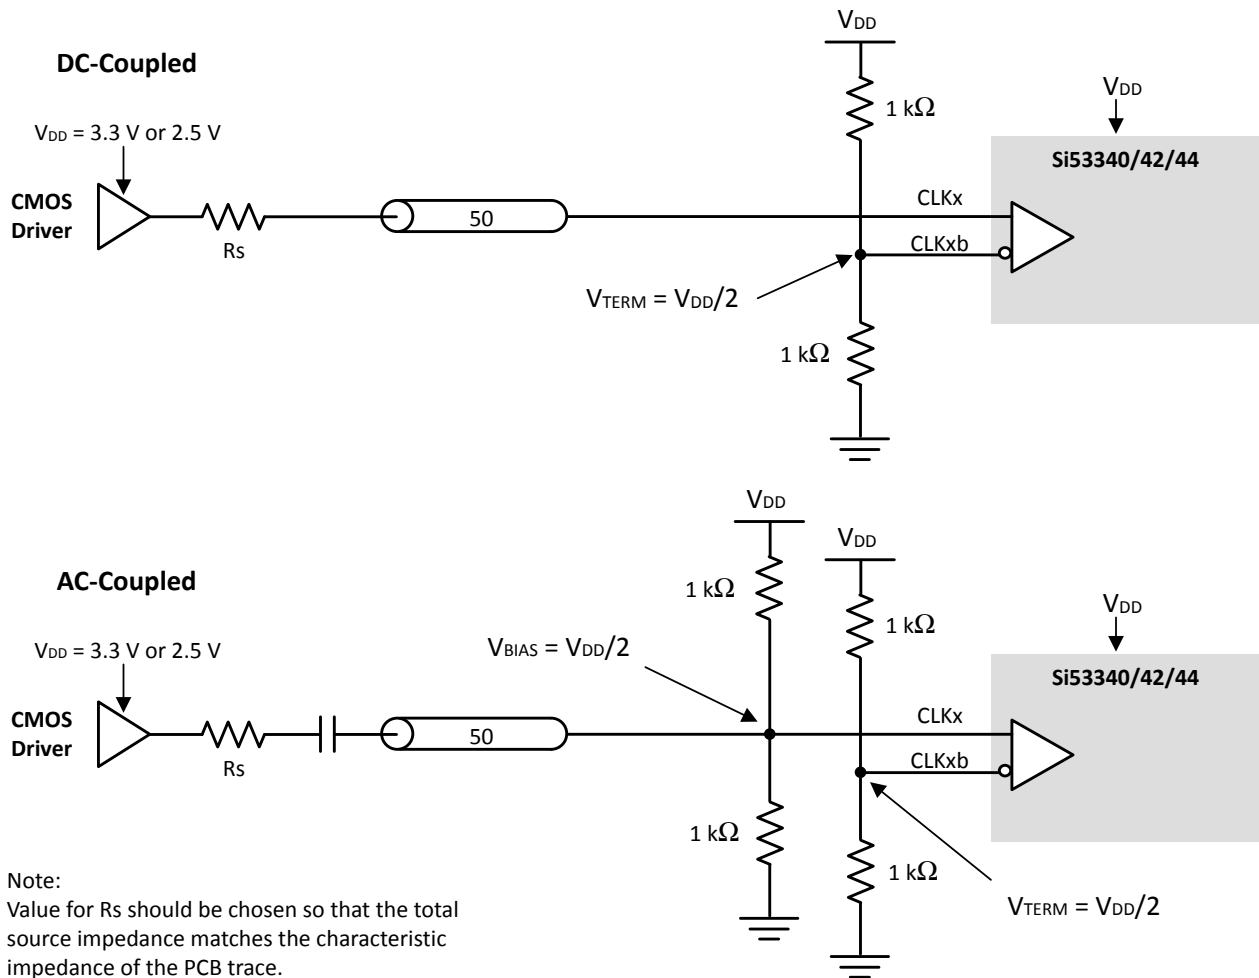 VDD
DC-Coupled
VDD = 3.3 V or 2.5 V
1 kΩ
VDD
Si53340/42/44
CMOS
Driver
Rs
50
CLKx
CLKxb
VTERM = VDD/2
1 kΩ
VDD
VDD
AC-Coupled
1 kΩ
1 kΩ
VDD
VDD = 3.3 V or 2.5 V
VBIAS = VDD/2
Si53340/42/44
CMOS
Driver
Rs
50
CLKx
CLKxb
1 kΩ
1 kΩ
VTERM = VDD/2
Note:
Value for Rs should be chosen so that the total
source impedance matches the characteristic
impedance of the PCB trace.